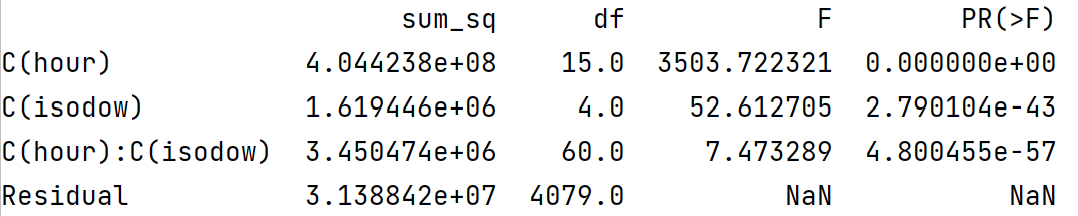 sum_sq df F PR(>F)
C(hour) 4.044238e+08 15.0 3503.722321 0.000000e+00
C(isodow) 1.619446e+06 4.0 52.612705 2.790104e-43
C(hour):C(isodow) 3.450474e+06 60.0 7.473289 4.800455e-57
Residual 3.138842e+07 4079.0 NaN NaN